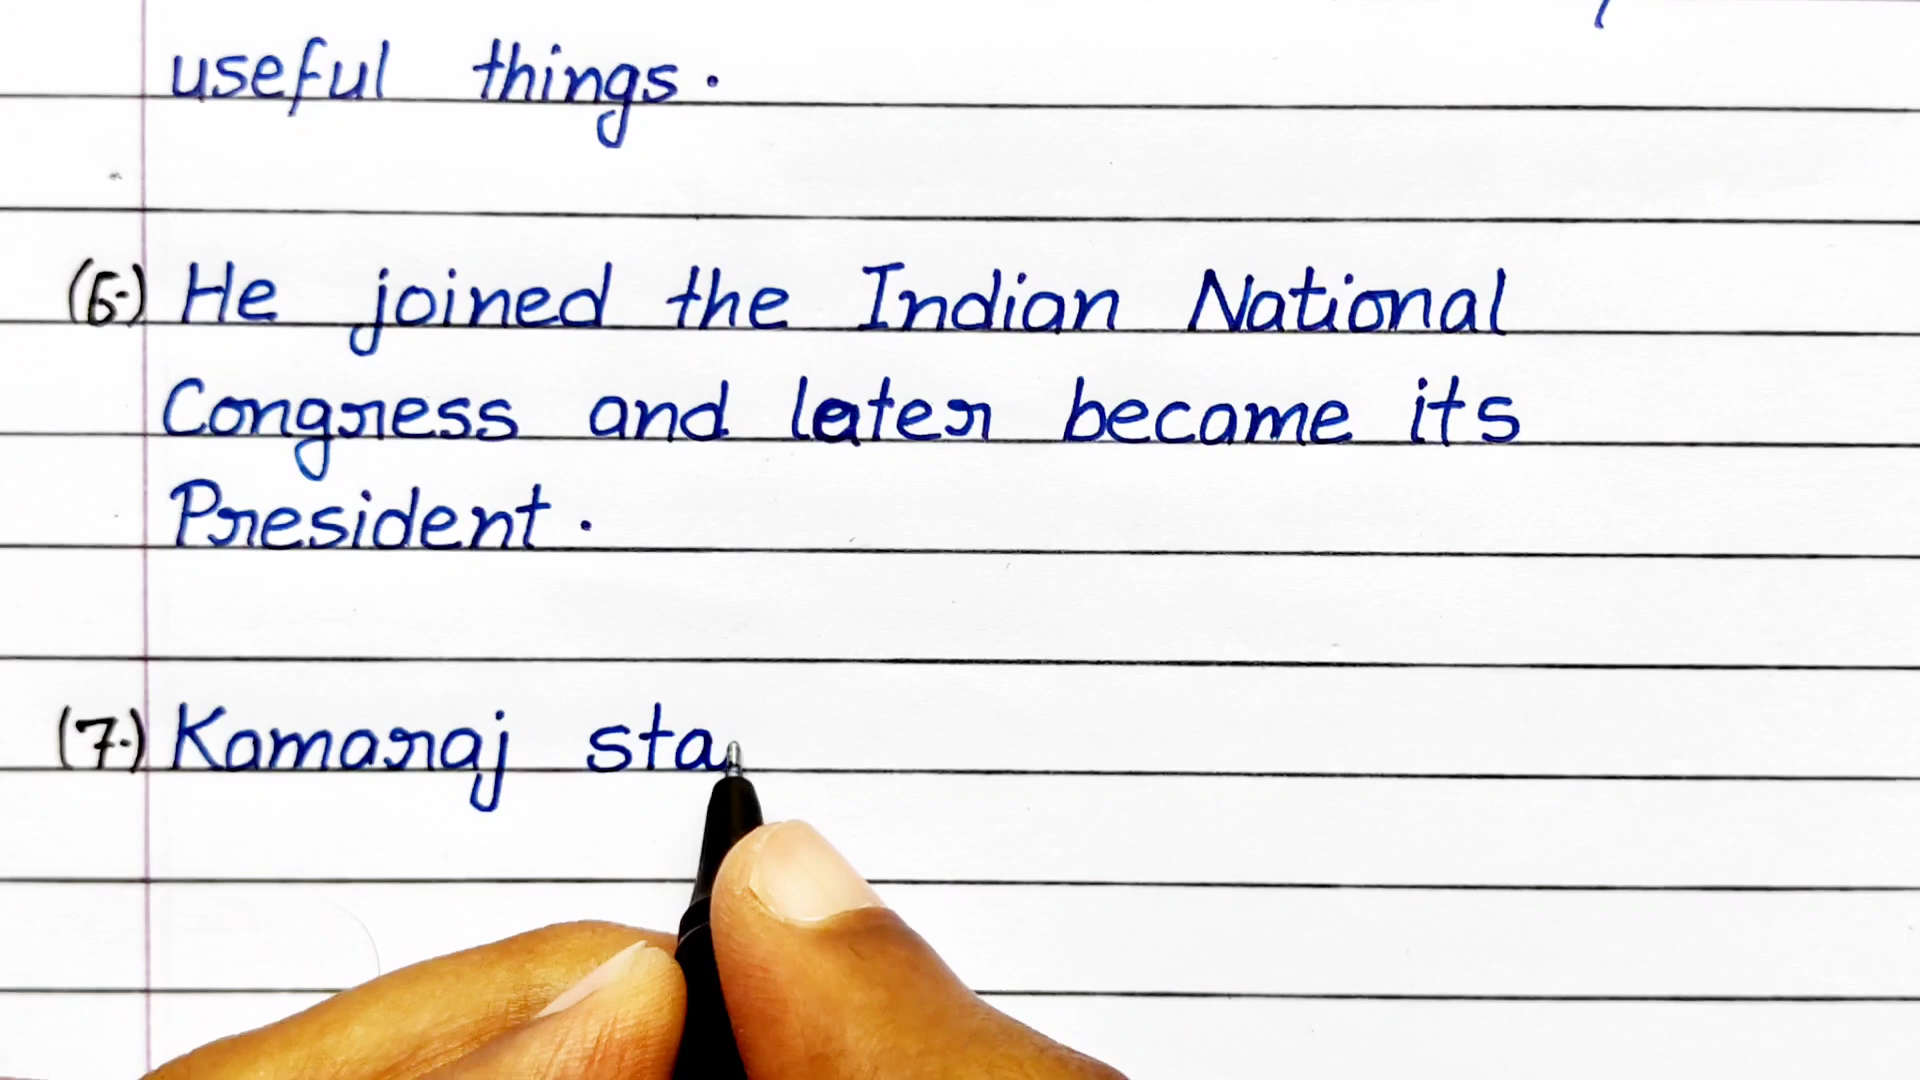 useful things.
(6.) He joined the Indian National
Congress and later became its
President.
(7.) Kamaraj sta